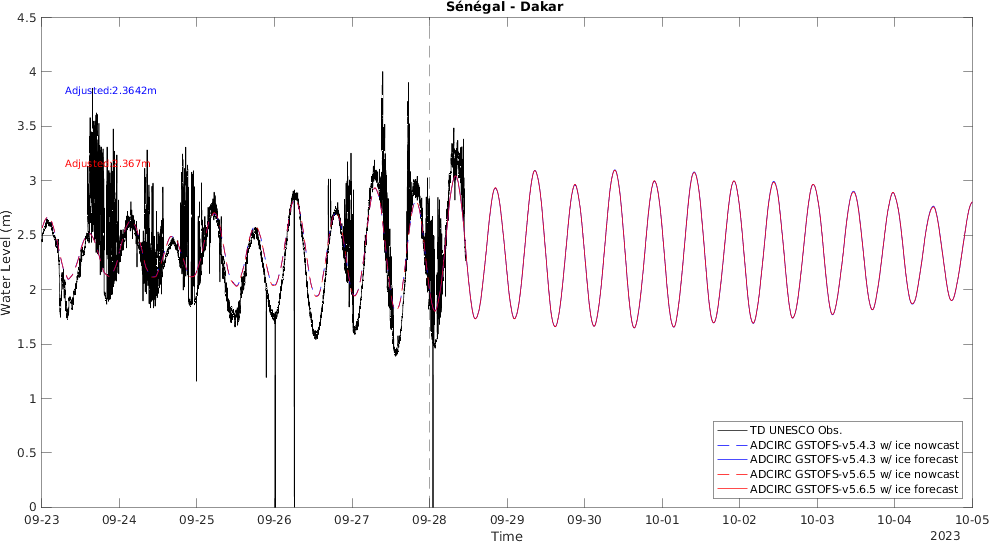 Sénégal - Dakar
4.5
4
3.5
3
2.5
2
1.5
1
0.5
0
Water Level (m)
Adjusted:2.3642m
Adjusted:2.367m
TD UNESCO Obs.
ADCIRC GSTOFS-v5.4.3 w/ ice nowcast
ADCIRC GSTOFS-v5.4.3 w/ ice forecast
ADCIRC GSTOFS-v5.6.5 w/ ice nowcast
ADCIRC GSTOFS-v5.6.5 w/ ice forecast
09-23 09-24 09-25 09-26 09-27 09-28 09-29 09-30 10-01 10-02 10-03 10-04 10-05
Time
2023